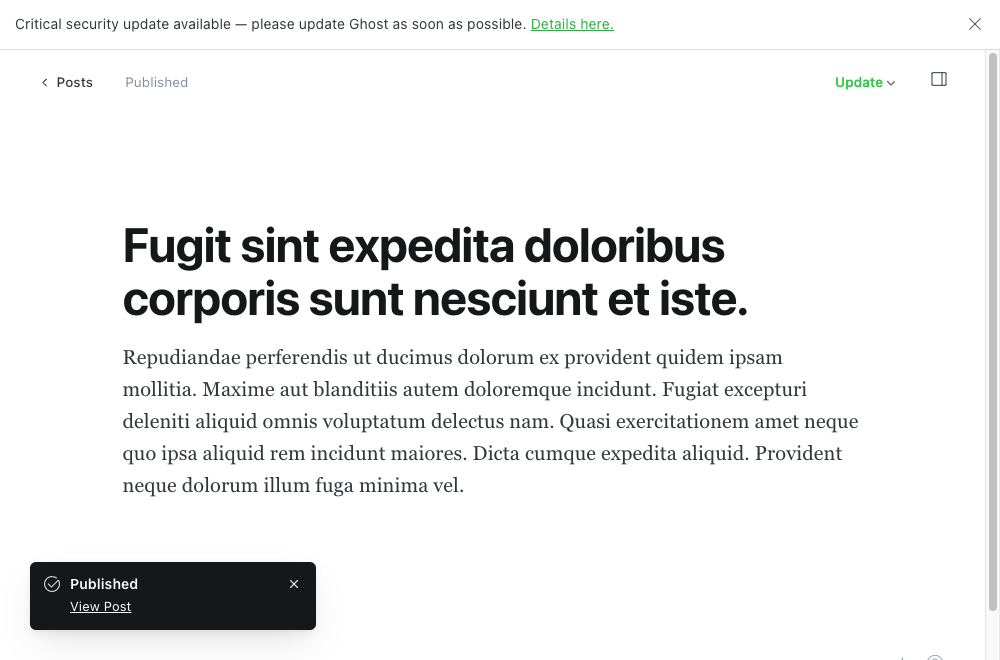 Critical security update available — please update Ghost as soon as possible. Details here.
Posts
Published
Update
Fugit sint expedita doloribus
corporis sunt nesciunt et iste.
Repudiandae perferendis ut ducimus dolorum ex provident quidem ipsam
mollitia. Maxime aut blanditiis autem doloremque incidunt. Fugiat excepturi
deleniti aliquid omnis voluptatum delectus nam. Quasi exercitationem amet neque
quo ipsa aliquid rem incidunt maiores. Dicta cumque expedita aliquid. Provident
neque dolorum illum fuga minima vel.
Published
View Post